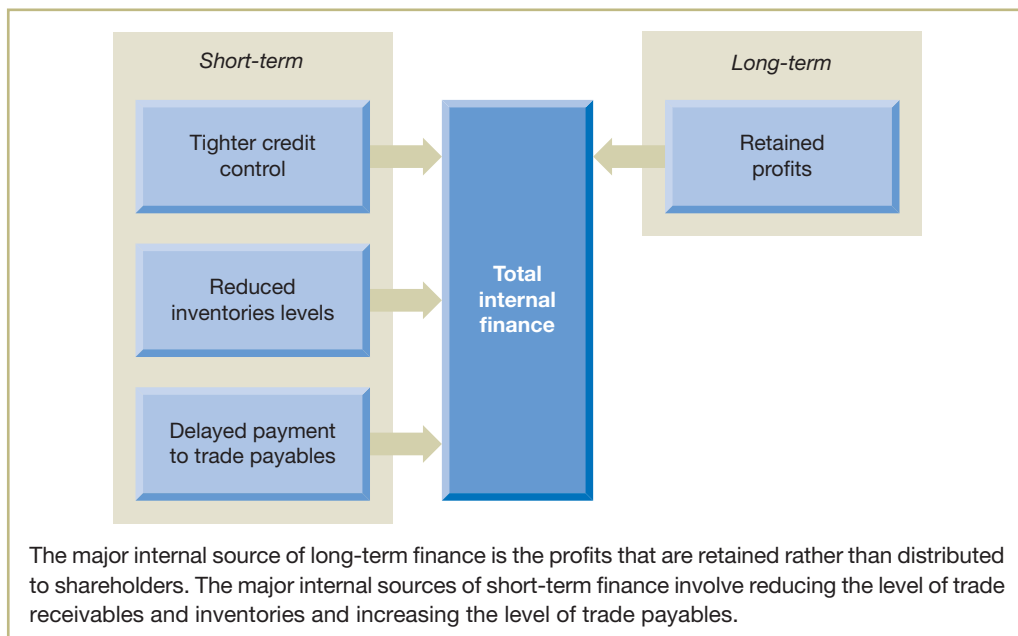 Short-term
Long-term
Tighter credit
control
Retained
profits
Reduced
inventories levels
Total
internal
finance
Delayed payment
to trade payables
The major internal source of long-term finance is the profits that are retained rather than distributed
to shareholders. The major internal sources of short-term finance involve reducing the level of trade
receivables and inventories and increasing the level of trade payables.